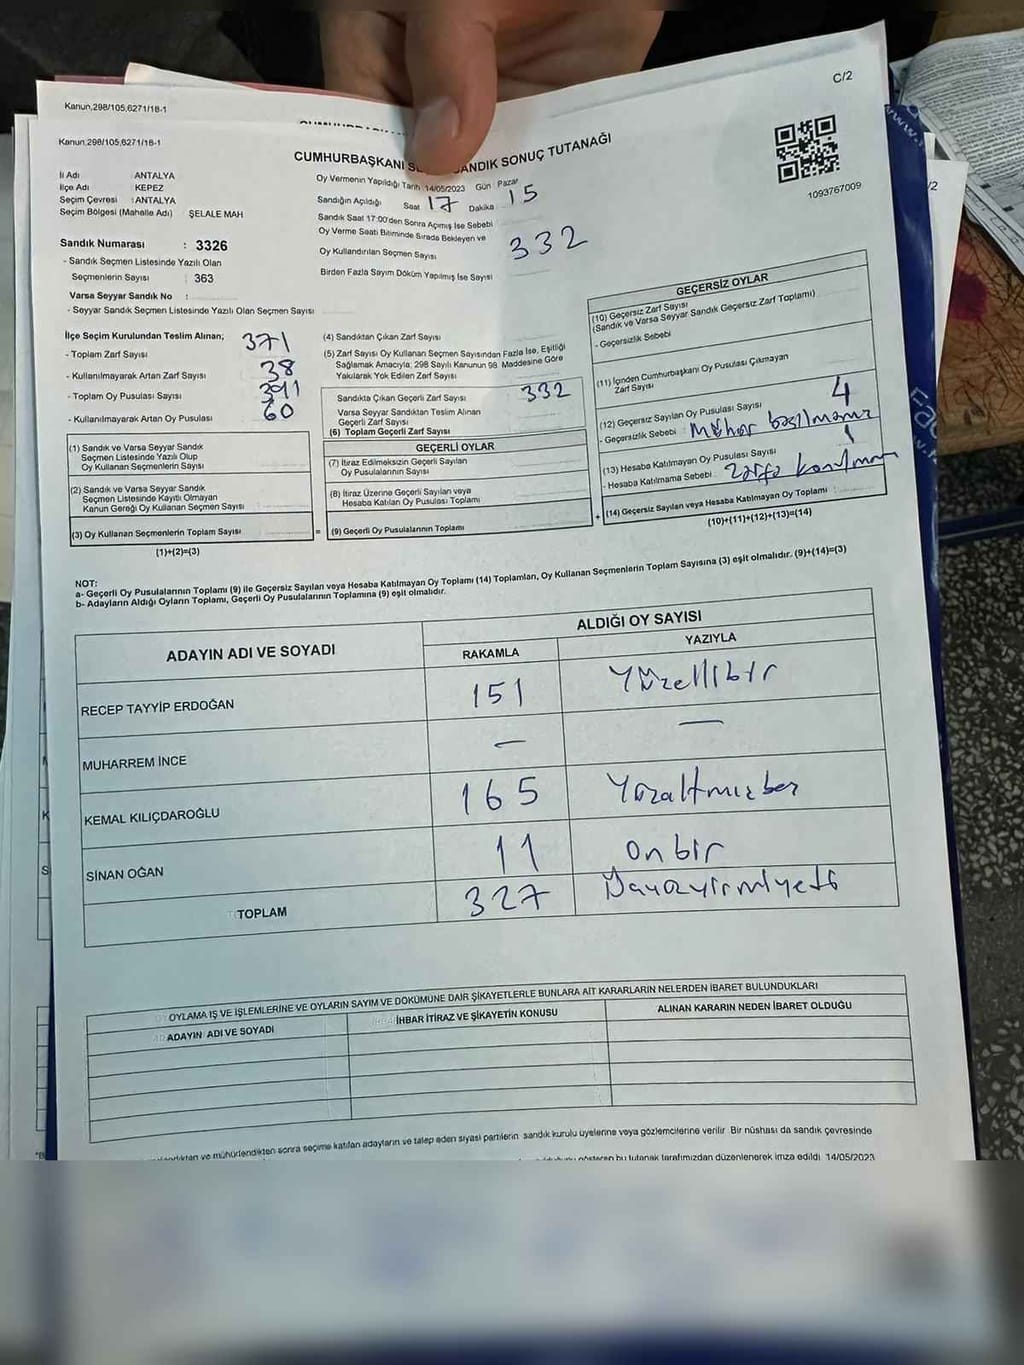 C/2
Kanun,298/105,6271/18-1
Kanun,298/105,6271/18-1
CUMHURBAŞKANI SANDIK SONUÇ TUTANAĞI
1093767009
İli Adı ANTALYA
İlçe Adı KEPEZ
Seçim Çevresi : ANTALYA
Seçim Bölgesi (Mahalle Adı) ŞELALE MAH
Oy Vermenin Yapıldığı Tarih 14/05/2023 Gün Pazar
Sandığın Açıldığı Saat 17 Dakika 15
Sandık Saat 17:00'den Sonra Açımış İse Sebebi
Oy Verme Saati Bitiminde Sırada Bekleyen ve
Oy Kullandırılan Seçmen Sayısı 332
Birden Fazla Sayım Döküm Yapılmış İse Sayısı
Sandık Numarası : 3326
- Sandık Seçmen Listesinde Yazılı Olan
Seçmenlerin Sayısı : 363
Varsa Seyyar Sandık No :
- Seyyar Sandık Seçmen Listesinde Yazılı Olan Seçmen Sayısı
İlçe Seçim Kurulundan Teslim Alınan;
- Toplam Zarf Sayısı 371
- Kullanılmayarak Artan Zarf Sayısı 38
- Toplam Oy Pusulası Sayısı 391
- Kullanılmayarak Artan Oy Pusulası 60
(1) Sandık ve Varsa Seyyar Sandık
Seçmen Listesinde Yazılı Olup
Oy Kullanan Seçmenlerin Sayısı
(2) Sandık ve Varsa Seyyar Sandık
Seçmen Listesinde Kayıtlı Olmayan
Kanun Gereği Oy Kullanan Seçmen Sayısı
(3) Oy Kullanan Seçmenlerin Toplam Sayısı
(1)+(2)=(3)
(4) Sandıktan Çıkan Zarf Sayısı
(5) Zarf Sayısı Oy Kullanan Seçmen Sayısından Fazla İse, Eşitliği
Sağlamak Amacıyla, 298 Sayılı Kanunun 98. Maddesine Göre
Yakılarak Yok Edilen Zarf Sayısı
Sandıkta Çıkan Geçerli Zarf Sayısı 332
Varsa Seyyar Sandıktan Teslim Alınan
Geçerli Zarf Sayısı
(6) Toplam Geçerli Zarf Sayısı
GEÇERLİ OYLAR
(7) İtiraz Edilmeksizin Geçerli Sayılan
Oy Pusulalarının Sayısı
(8) İtiraz Üzerine Geçerli Sayılan veya
Hesaba Katılan Oy Pusulası Toplamı
= (9) Geçerli Oy Pusulalarının Toplamı
GEÇERSİZ OYLAR
(10) Geçersiz Zarf Sayısı
(Sandık ve Varsa Seyyar Sandık Geçersiz Zarf Toplamı)
- Geçersizlik Sebebi
(11) İçinden Cumhurbaşkanı Oy Pusulası Çıkmayan
Zarf Sayısı
(12) Geçersiz Sayılan Oy Pusulası Sayısı 4
- Geçersizlik Sebebi : Mühür basılmamış
(13) Hesaba Katılmayan Oy Pusulası Sayısı 1
- Hesaba Katılmama Sebebi : zarfa
+ (14) Geçersiz Sayılan veya Hesaba Katılmayan Oy Toplamı :
(10)+(11)+(12)+(13)=(14)
NOT:
a- Geçerli Oy Pusulalarının Toplamı (9) ile Geçersiz Sayılan veya Hesaba Katılmayan Oy Toplamı (14) Toplamları, Oy Kullanan Seçmenlerin Toplam Sayısına (3) eşit olmalıdır. (9)+(14)=(3)
b- Adayların Aldığı Oyların Toplamı, Geçerli Oy Pusulalarının Toplamına (9) eşit olmalıdır.
ADAYIN ADI VE SOYADI ALDIĞI OY SAYISI
RAKAMLA YAZIYLA
RECEP TAYYİP ERDOĞAN 151 Yüzellibir
MUHARREM İNCE — —
KEMAL KILIÇDAROĞLU 165 Yüzaltmışbeş
SİNAN OĞAN 11 Onbir
TOPLAM 327
OYLAMA İŞ VE İŞLEMLERİNE VE OYLARIN SAYIM VE DÖKÜMÜNE DAİR ŞİKAYETLERLE BUNLARA AİT KARARLARIN NELERDEN İBARET BULUNDUKLARI
ADAYIN ADI VE SOYADI İHBAR İTİRAZ VE ŞİKAYETİN KONUSU ALINAN KARARIN NEDEN İBARET OLDUĞU
ve mühürlendikten sonra seçime katılan adayların ve talep eden siyasi partilerin sandık kurulu üyelerine veya gözlemcilerine verilir. Bir nüshası da sandık çevresinde
bu tutanak tarafımızdan düzenlenerek imza edildi. 14/05/2023